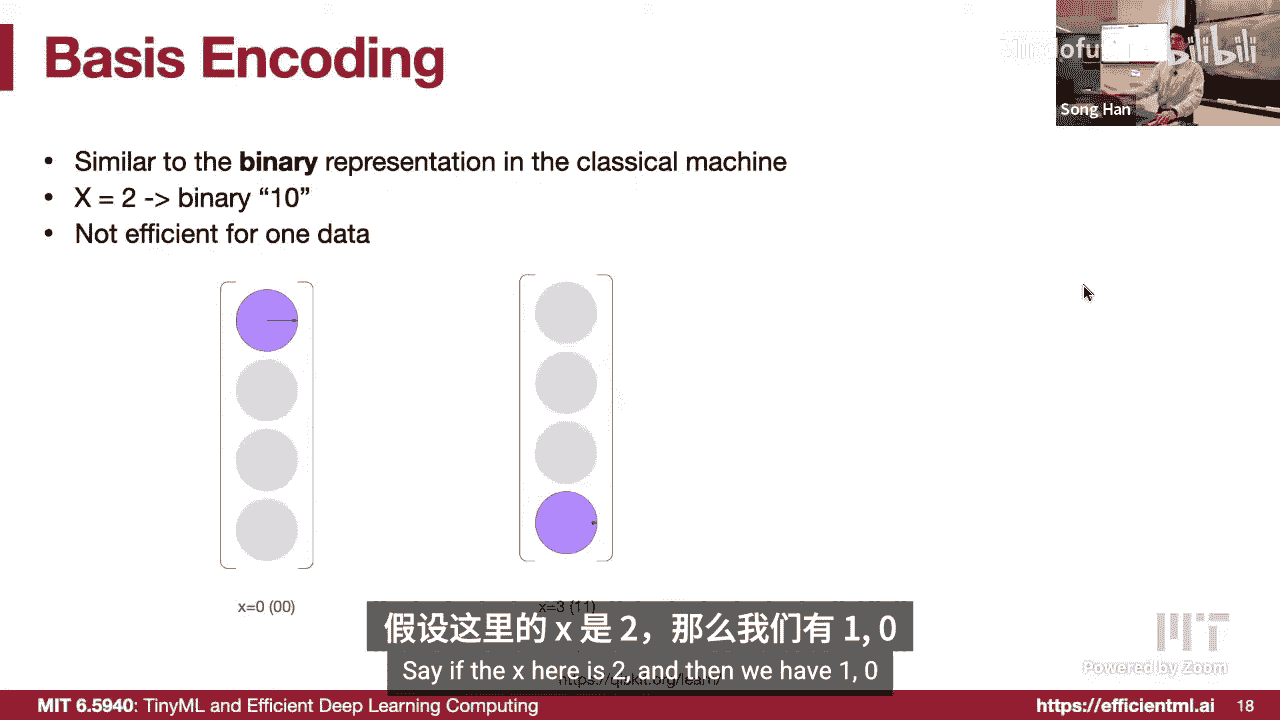 Basis Encoding
Song Han
bilibili
• Similar to the binary representation in the classical machine
• X = 2 -> binary “10”
• Not efficient for one data
x=0 (00)
x=3 (11)
假设这里的 x 是 2，那么我们有 1, 0
Say if the x here is 2, and then we have 1, 0
MIT
Powered by Zoom
MIT 6.5940: TinyML and Efficient Deep Learning Computing
https://efficientml.ai
18